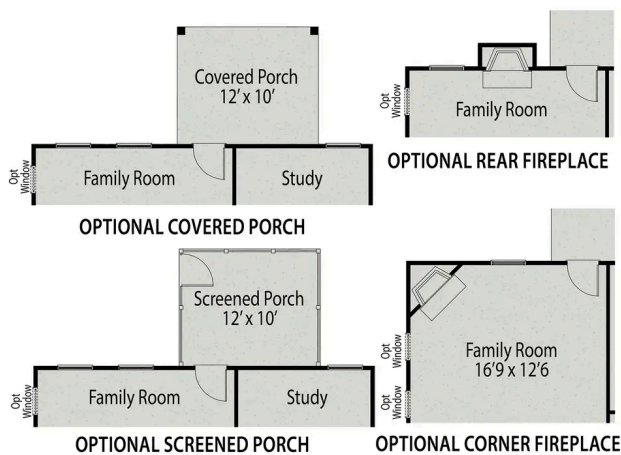 Covered Porch
12' x 10'
Opt
Window
Family Room
Study
OPTIONAL COVERED PORCH
Opt
Window
Family Room
OPTIONAL REAR FIREPLACE
Screened Porch
12' x 10'
Opt
Window
Family Room
Study
OPTIONAL SCREENED PORCH
Opt
Window
Opt
Window
Family Room
16'9 x 12'6
OPTIONAL CORNER FIREPLACE